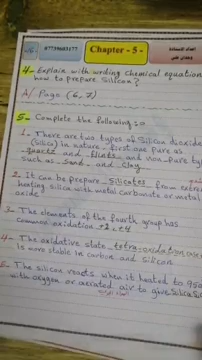 07739603177
Chapter - 5 -
4- Explain with writing chemical equation
how to prepare Silicon?
A/ Page (6, 7)
5- Complete the following :-
1- There are two types of Silicon dioxide
(Silica) in nature - first one pure as
quartz and flints and non-pure type
such as Sand and Clay
2- It can be prepare silicates from
heating silica with metal carbonates or metal
oxide
3- The elements of the fourth group has
common oxidation +2, +4
4- The oxidative state tetra-oxidation
is more stable in carbon and silicon
5- The silicon reacts when it heated to 950
with oxygen or aerated air to give